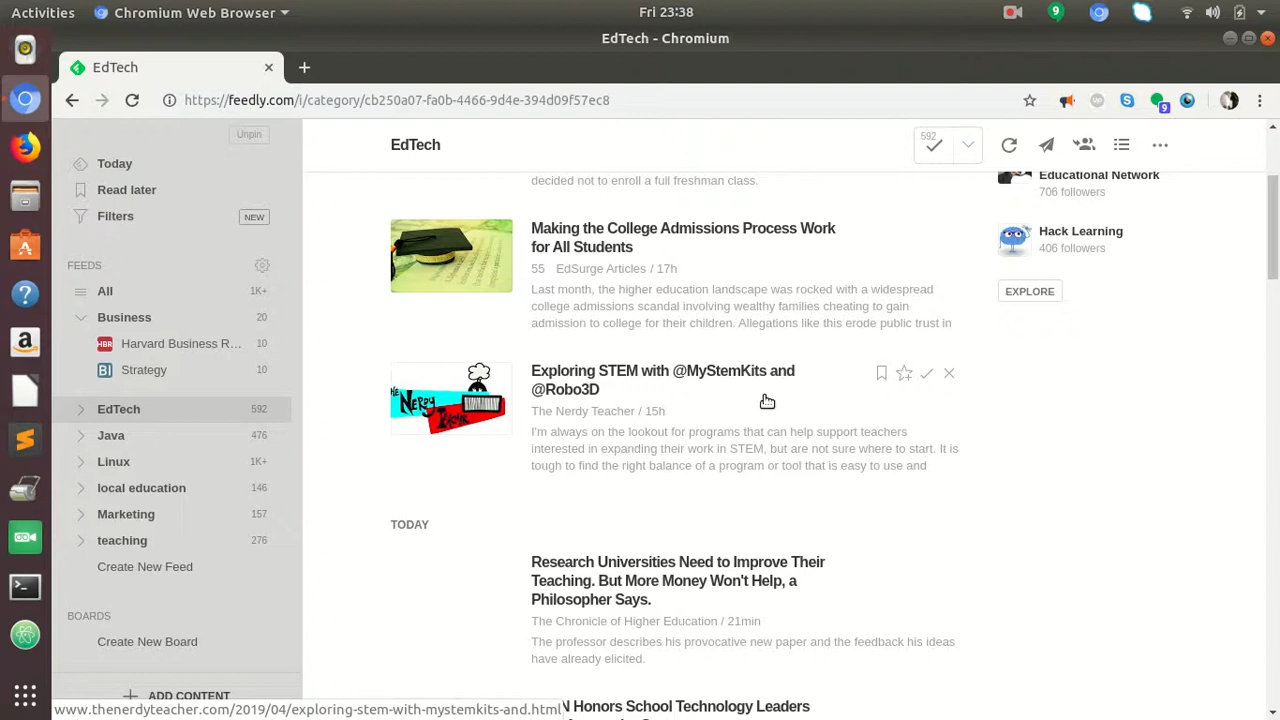 Activities
Chromium Web Browser
Fri 23:38
9
EdTech - Chromium
EdTech
https://feedly.com/i/category/cb250a07-fa0b-4466-9d4e-394d09f57ec8
9
Unpin
Today
Read later
Filters
NEW
FEEDS
All
1K+
Business
20
HBR
Harvard Business R...
10
BI
Strategy
10
EdTech
592
Java
476
Linux
1K+
local education
146
Marketing
157
teaching
276
Create New Feed
BOARDS
Create New Board
ADD CONTENT
EdTech
592
decided not to enroll a full freshman class.
Making the College Admissions Process Work
for All Students
55 EdSurge Articles / 17h
Last month, the higher education landscape was rocked with a widespread
college admissions scandal involving wealthy families cheating to gain
admission to college for their children. Allegations like this erode public trust in
The Nerdy Teacher
Exploring STEM with @MyStemKits and
@Robo3D
The Nerdy Teacher / 15h
I'm always on the lookout for programs that can help support teachers
interested in expanding their work in STEM, but are not sure where to start. It is
tough to find the right balance of a program or tool that is easy to use and
TODAY
Research Universities Need to Improve Their
Teaching. But More Money Won't Help, a
Philosopher Says.
The Chronicle of Higher Education / 21min
The professor describes his provocative new paper and the feedback his ideas
have already elicited.
N Honors School Technology Leaders
Educational Network
706 followers
Hack Learning
406 followers
EXPLORE
www.thenerdyteacher.com/2019/04/exploring-stem-with-mystemkits-and.html